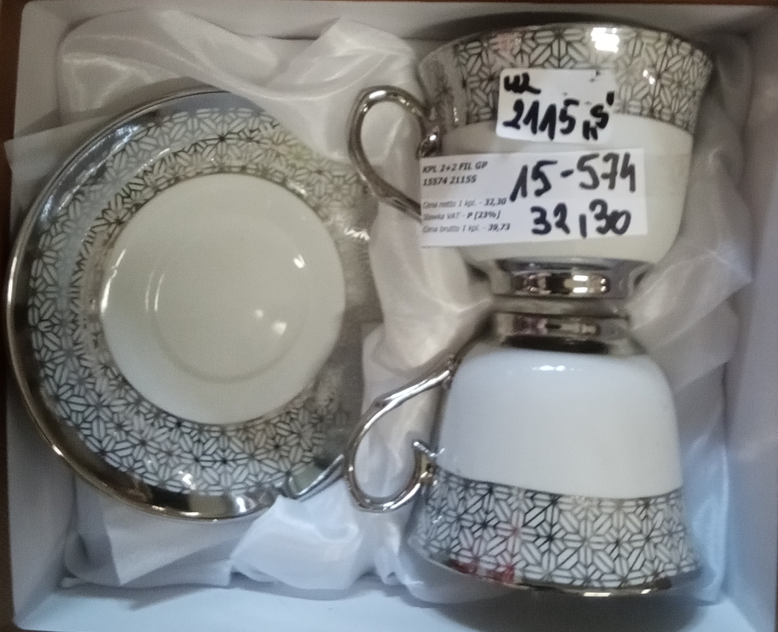 W2
2115 "S"
KPL 2+2 FIL GP
15574 2115S
Cena netto 1 kpl. - 32,30
Stawka VAT - P [23%]
Cena brutto 1 kpl. - 39,73
15-574
32,30